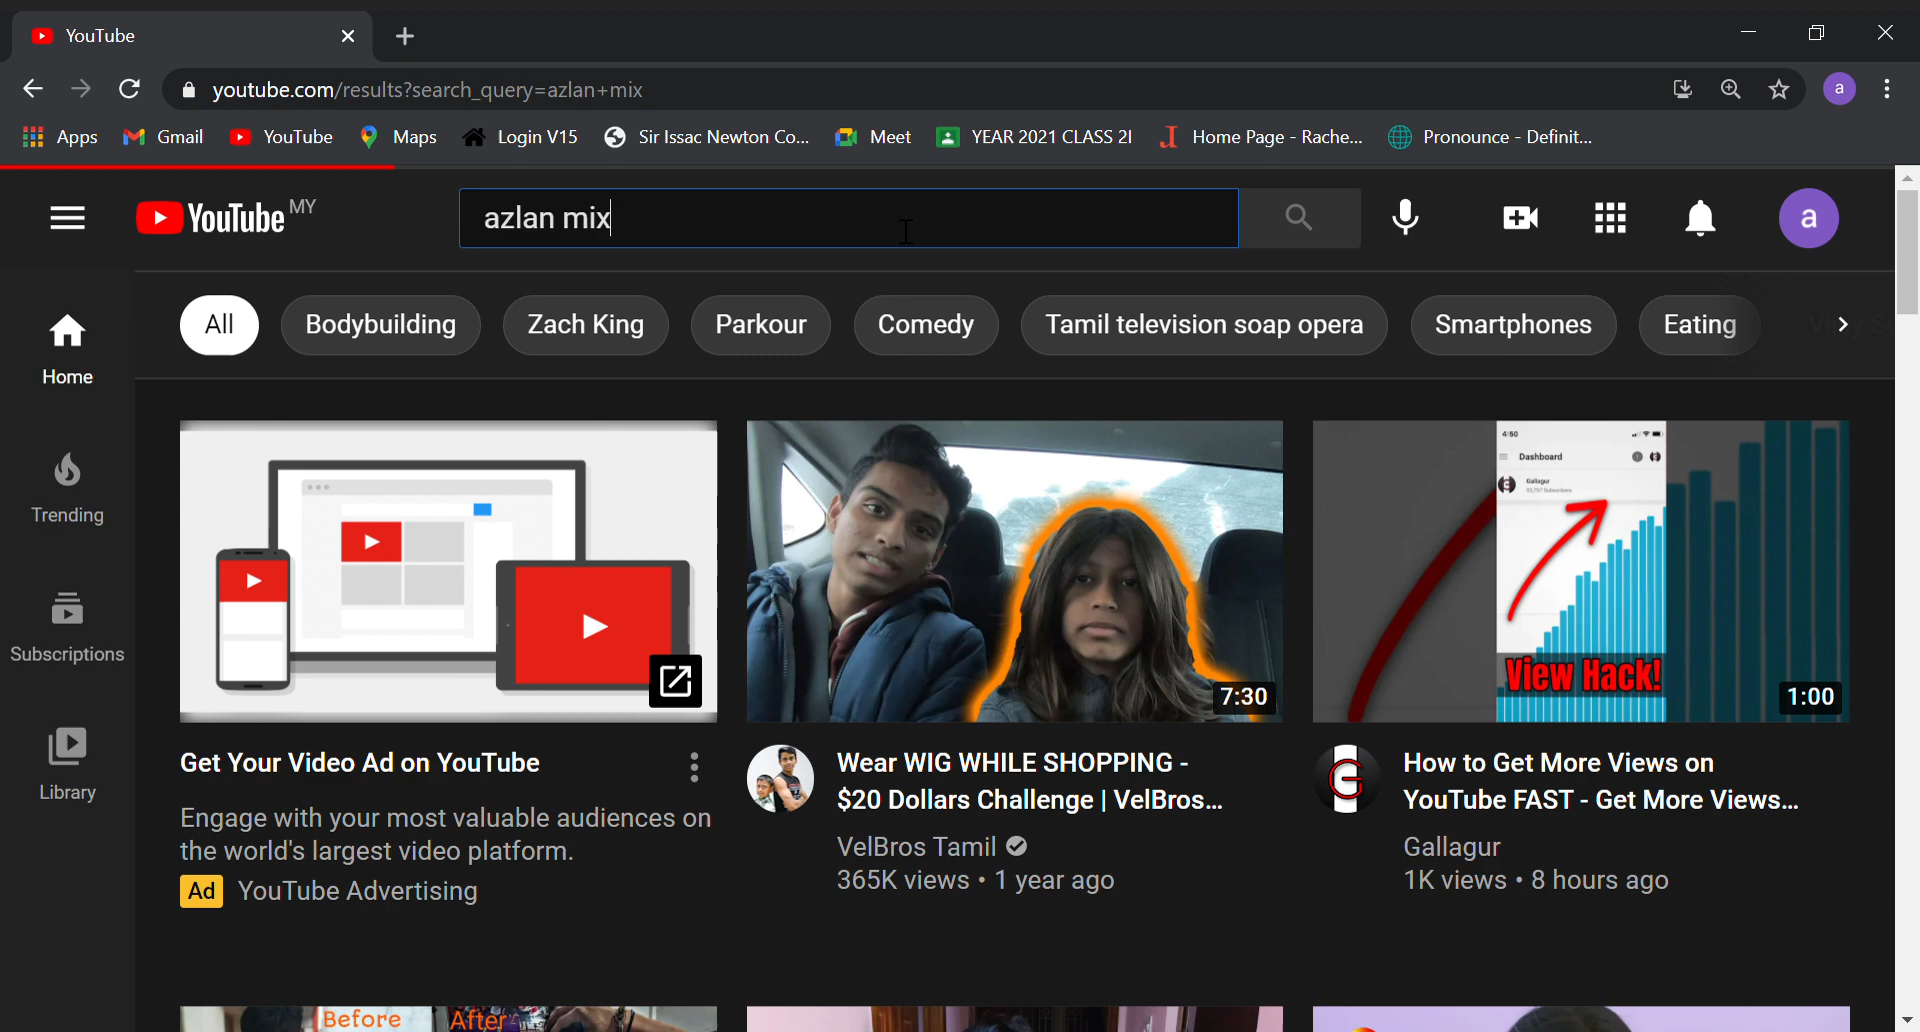 YouTube
youtube.com/results?search_query=azlan+mix
a
Apps
Gmail
YouTube
Maps
Login V15
Sir Issac Newton Co...
Meet
YEAR 2021 CLASS 2I
Home Page - Rache...
Pronounce - Definit...
YouTube MY
azlan mix
a
All
Bodybuilding
Zach King
Parkour
Comedy
Tamil television soap opera
Smartphones
Eating
Home
Trending
Subscriptions
Library
7:30
4:50
Dashboard
Gallagur
View Hack!
1:00
Get Your Video Ad on YouTube
Engage with your most valuable audiences on
the world's largest video platform.
Ad YouTube Advertising
Wear WIG WHILE SHOPPING -
$20 Dollars Challenge | VelBros...
VelBros Tamil
365K views • 1 year ago
G
How to Get More Views on
YouTube FAST - Get More Views...
Gallagur
1K views • 8 hours ago
Before
After